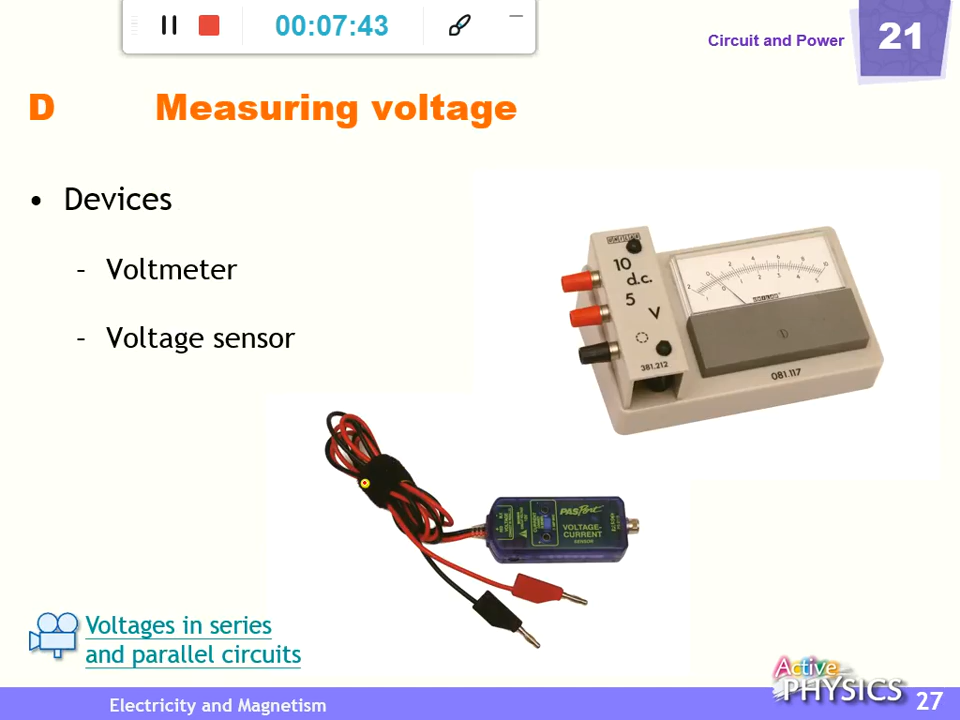 00:07:43
Circuit and Power
21
D Measuring voltage
• Devices
– Voltmeter
– Voltage sensor
10
d.c.
5
V
381.212
081.117
PASPort
VOLTAGE-
CURRENT
SENSOR
Voltages in series
and parallel circuits
Active
PHYSICS
Electricity and Magnetism
27